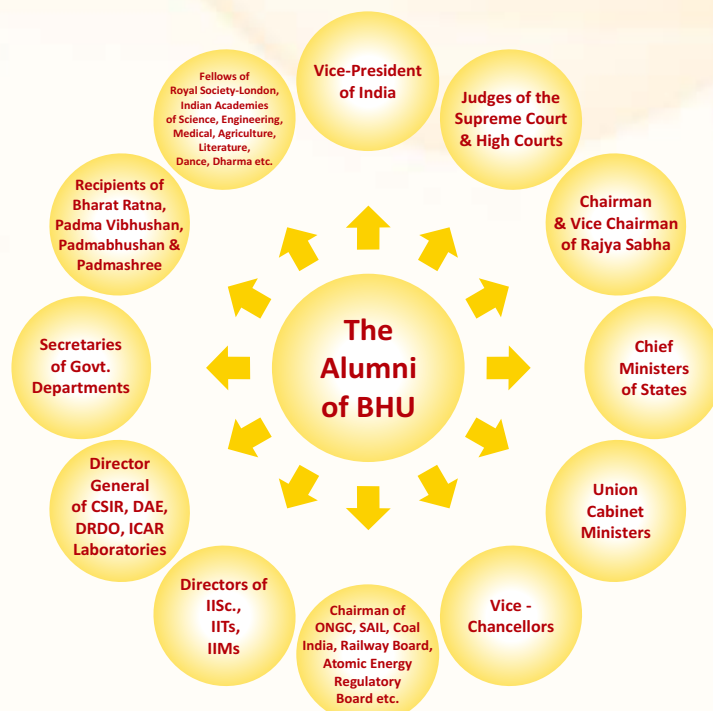 Vice-President
of India
Judges of the
Supreme Court
& High Courts
Chairman
& Vice Chairman
of Rajya Sabha
Chief
Ministers
of States
Union
Cabinet
Ministers
Vice -
Chancellors
Chairman of
ONGC, SAIL, Coal
India, Railway Board,
Atomic Energy
Regulatory
Board etc.
Directors of
IISc.,
IITs,
IIMs
Director
General
of CSIR, DAE,
DRDO, ICAR
Laboratories
Secretaries
of Govt.
Departments
Recipients of
Bharat Ratna,
Padma Vibhushan,
Padmabhushan &
Padmashree
Fellows of
Royal Society-London,
Indian Academies
of Science, Engineering,
Medical, Agriculture,
Literature,
Dance, Dharma etc.
The
Alumni
of BHU